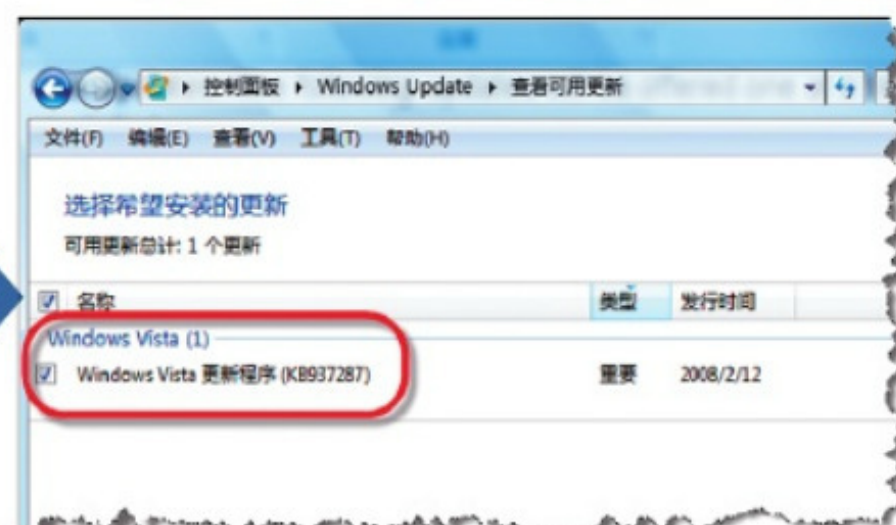 控制面板 ▸ Windows Update ▸ 查看可用更新
文件(F) 编辑(E) 查看(V) 工具(T) 帮助(H)
选择希望安装的更新
可用更新总计: 1 个更新
名称 类型 发行时间
Windows Vista (1)
Windows Vista 更新程序 (KB937287) 重要 2008/2/12